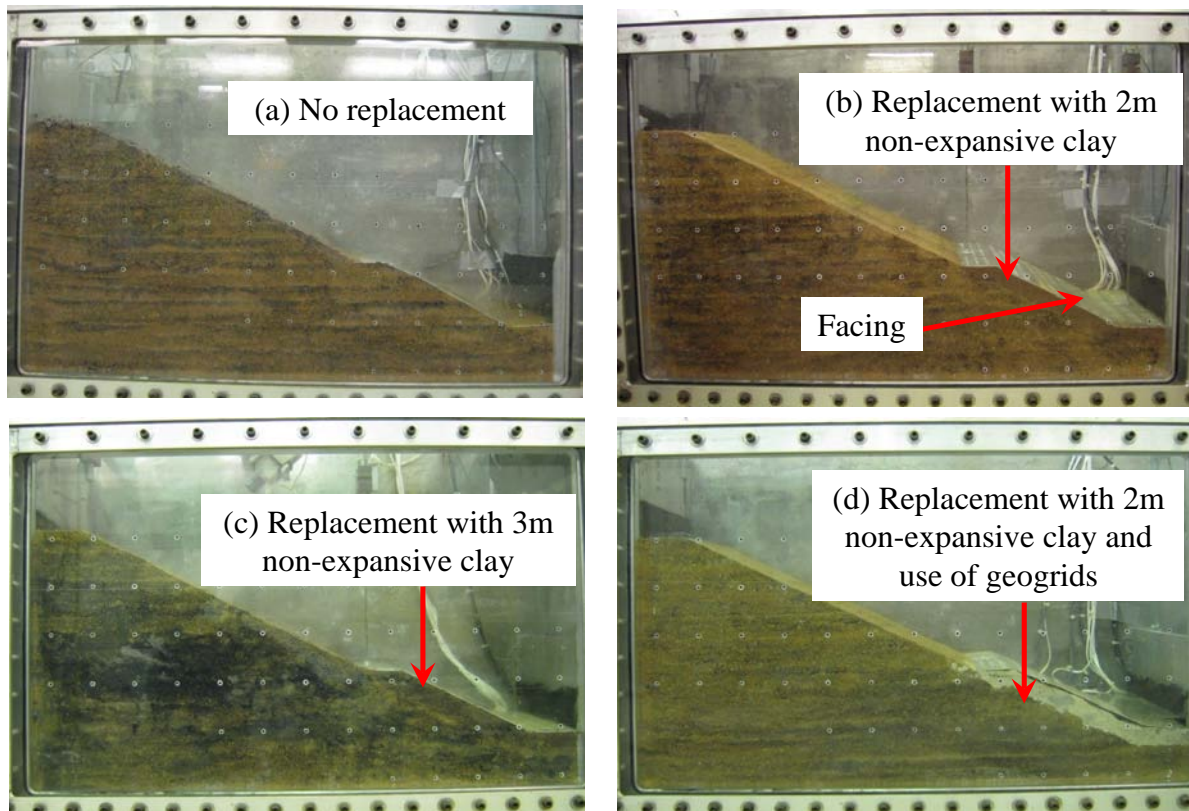 (a) No replacement
(b) Replacement with 2m
non-expansive clay
Facing
(c) Replacement with 3m
non-expansive clay
(d) Replacement with 2m
non-expansive clay and
use of geogrids